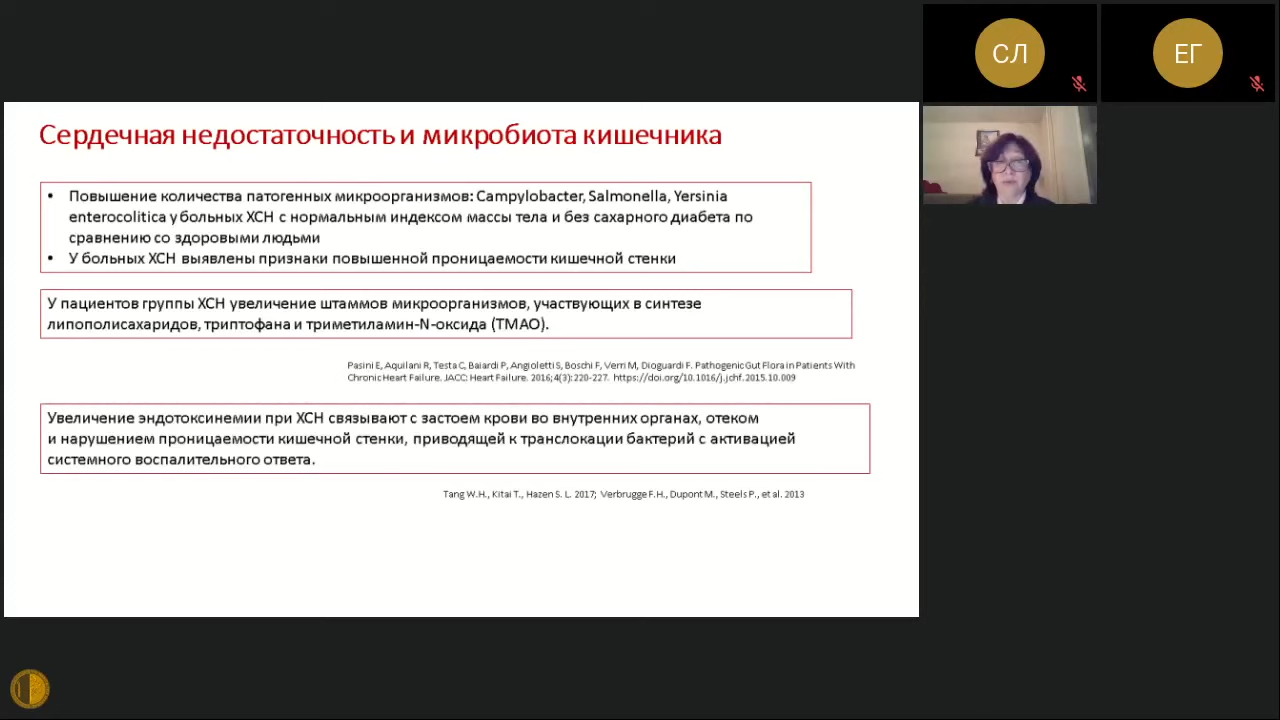 СЛ
ЕГ
Сердечная недостаточность и микробиота кишечника
• Повышение количества патогенных микроорганизмов: Campylobacter, Salmonella, Yersinia
enterocolitica у больных ХСН с нормальным индексом массы тела и без сахарного диабета по
сравнению со здоровыми людьми
• У больных ХСН выявлены признаки повышенной проницаемости кишечной стенки
У пациентов группы ХСН увеличение штаммов микроорганизмов, участвующих в синтезе
липополисахаридов, триптофана и триметиламин-N-оксида (ТМАО).
Pasini E, Aquilani R, Testa C, Baiardi P, Angioletti S, Boschi F, Verri M, Dioguardi F. Pathogenic Gut Flora in Patients With
Chronic Heart Failure. JACC: Heart Failure. 2016; 4(3): 220-227. https://doi.org/10.1016/j.jchf.2015.10.009
Увеличение эндотоксинемии при ХСН связывают с застоем крови во внутренних органах, отеком
и нарушением проницаемости кишечной стенки, приводящей к транслокации бактерий с активацией
системного воспалительного ответа.
Tang W.H., Kitai T., Hazen S. L. 2017; Verbrugge F.H., Dupont M., Steels P., et al. 2013